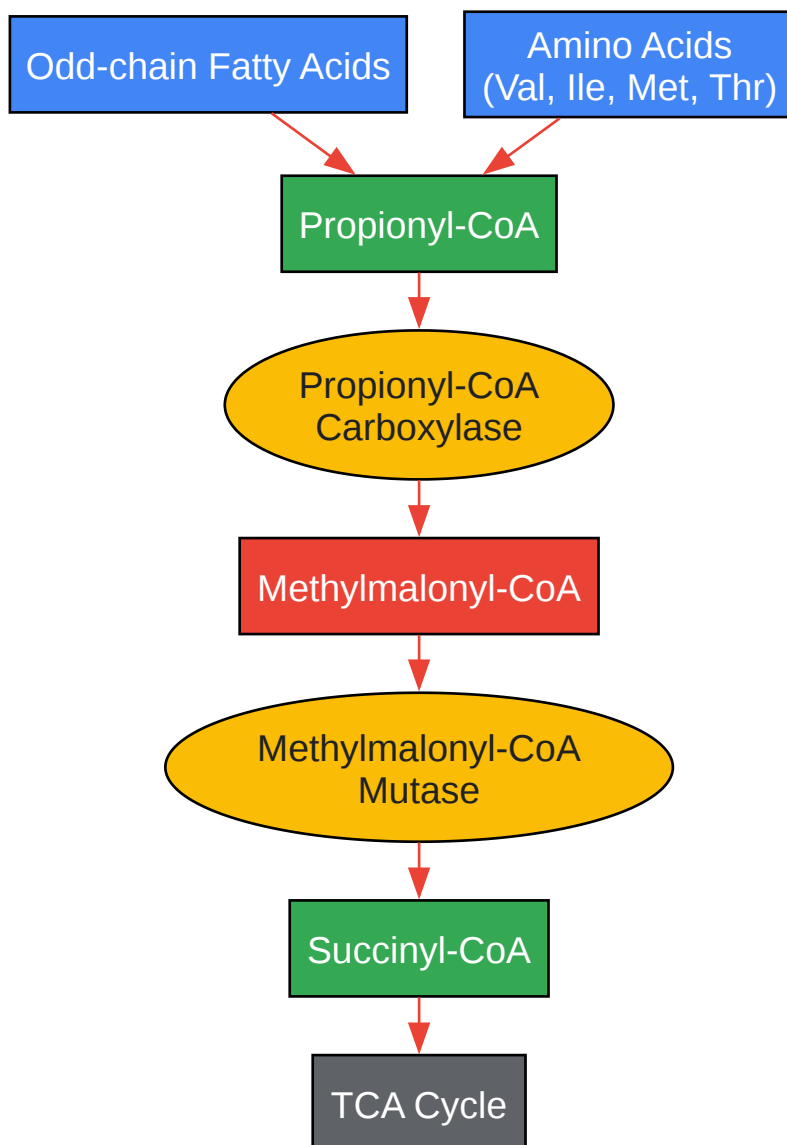 Odd-chain Fatty Acids
Amino Acids
(Val, Ile, Met, Thr)
Propionyl-CoA
Propionyl-CoA
Carboxylase
Methylmalonyl-CoA
Methylmalonyl-CoA
Mutase
Succinyl-CoA
TCA Cycle